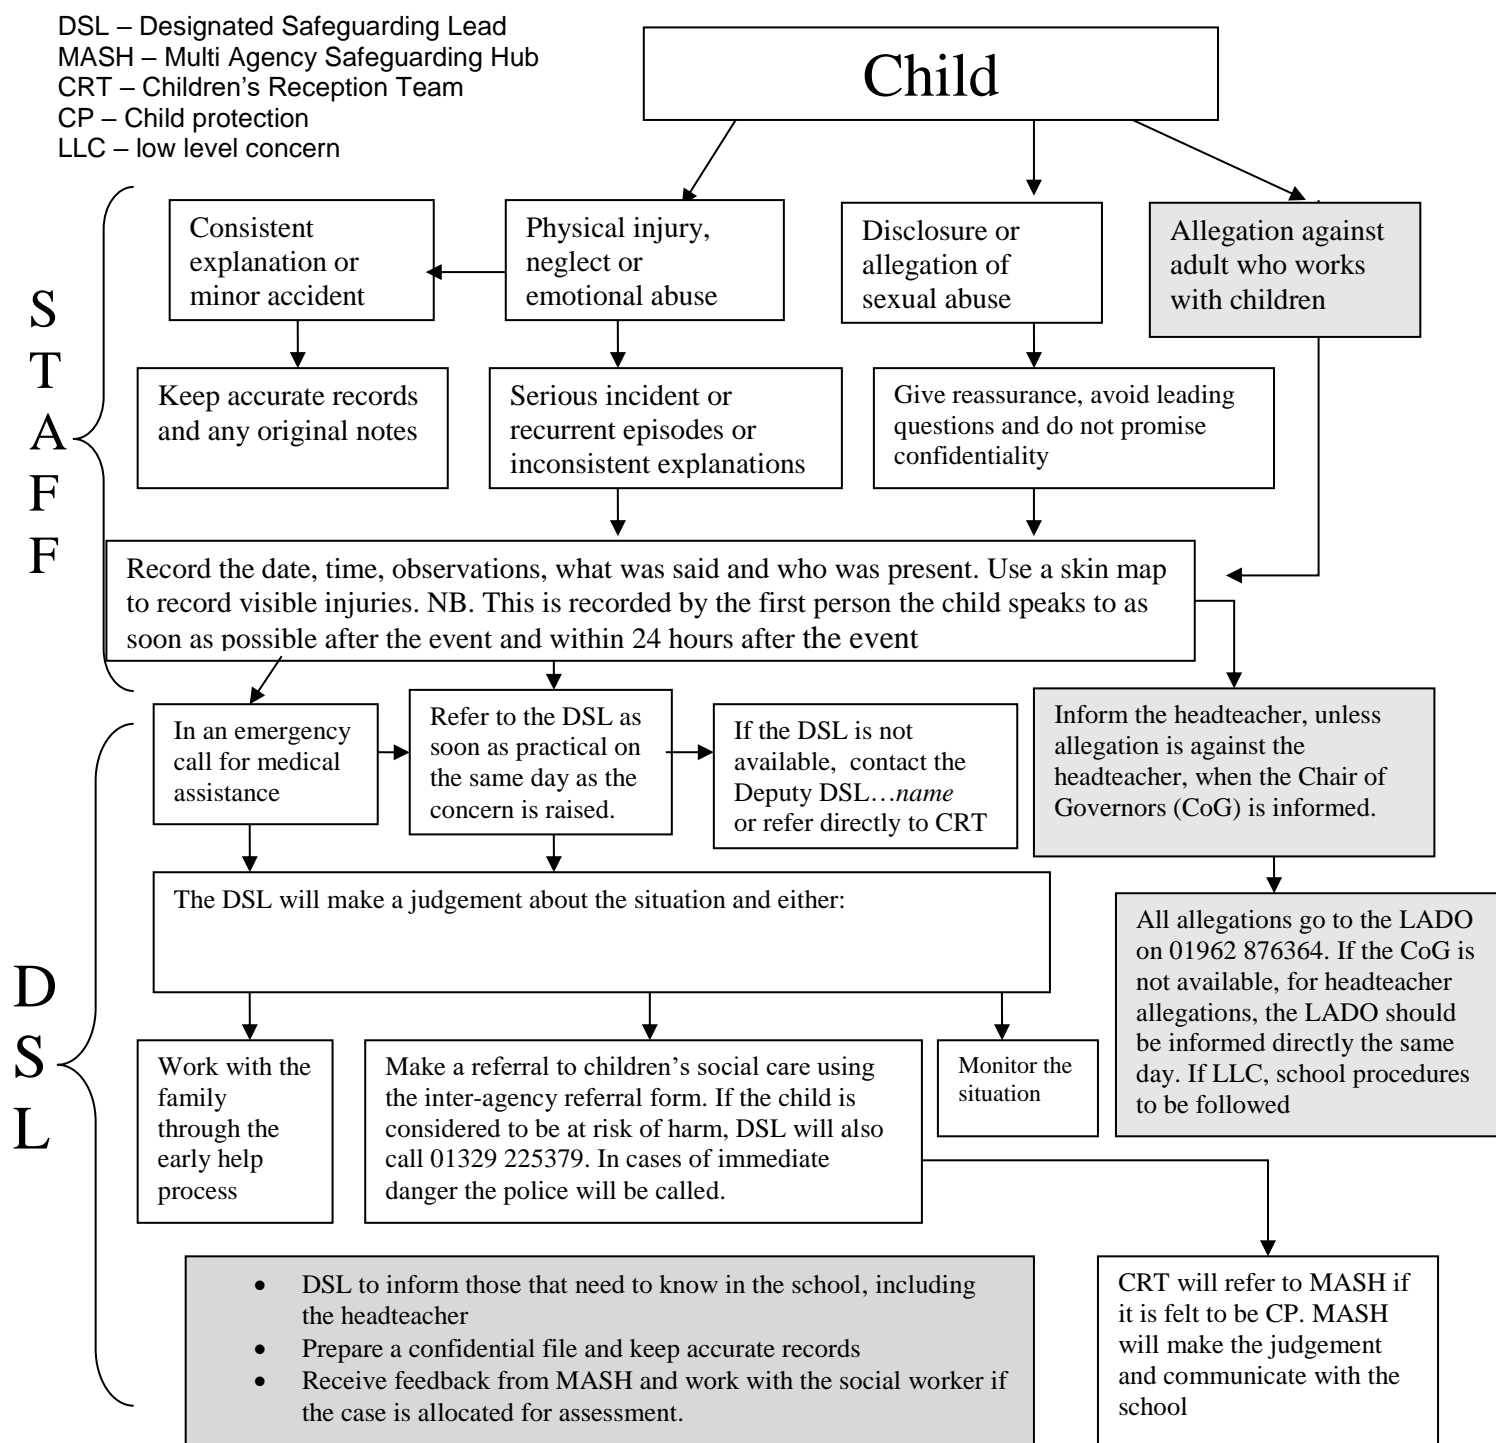 DSL – Designated Safeguarding Lead
MASH – Multi Agency Safeguarding Hub
CRT – Children's Reception Team
CP – Child protection
LLC – low level concern
Child
S
T
A
F
F
Consistent
explanation or
minor accident
Physical injury,
neglect or
emotional abuse
Disclosure or
allegation of
sexual abuse
Allegation against
adult who works
with children
Keep accurate records
and any original notes
Serious incident or
recurrent episodes or
inconsistent explanations
Give reassurance, avoid leading
questions and do not promise
confidentiality
Record the date, time, observations, what was said and who was present. Use a skin map
to record visible injuries. NB. This is recorded by the first person the child speaks to as
soon as possible after the event and within 24 hours after the event
D
S
L
In an emergency
call for medical
assistance
Refer to the DSL as
soon as practical on
the same day as the
concern is raised.
If the DSL is not
available,  contact the
Deputy DSL…name
or refer directly to CRT
Inform the headteacher, unless
allegation is against the
headteacher, when the Chair of
Governors (CoG) is informed.
The DSL will make a judgement about the situation and either:
All allegations go to the LADO
on 01962 876364. If the CoG is
not available, for headteacher
allegations, the LADO should
be informed directly the same
day. If LLC, school procedures
to be followed
Work with the
family
through the
early help
process
Make a referral to children's social care using
the inter-agency referral form. If the child is
considered to be at risk of harm, DSL will also
call 01329 225379. In cases of immediate
danger the police will be called.
Monitor the
situation
• DSL to inform those that need to know in the school, including
the headteacher
• Prepare a confidential file and keep accurate records
• Receive feedback from MASH and work with the social worker if
the case is allocated for assessment.
CRT will refer to MASH if
it is felt to be CP. MASH
will make the judgement
and communicate with the
school